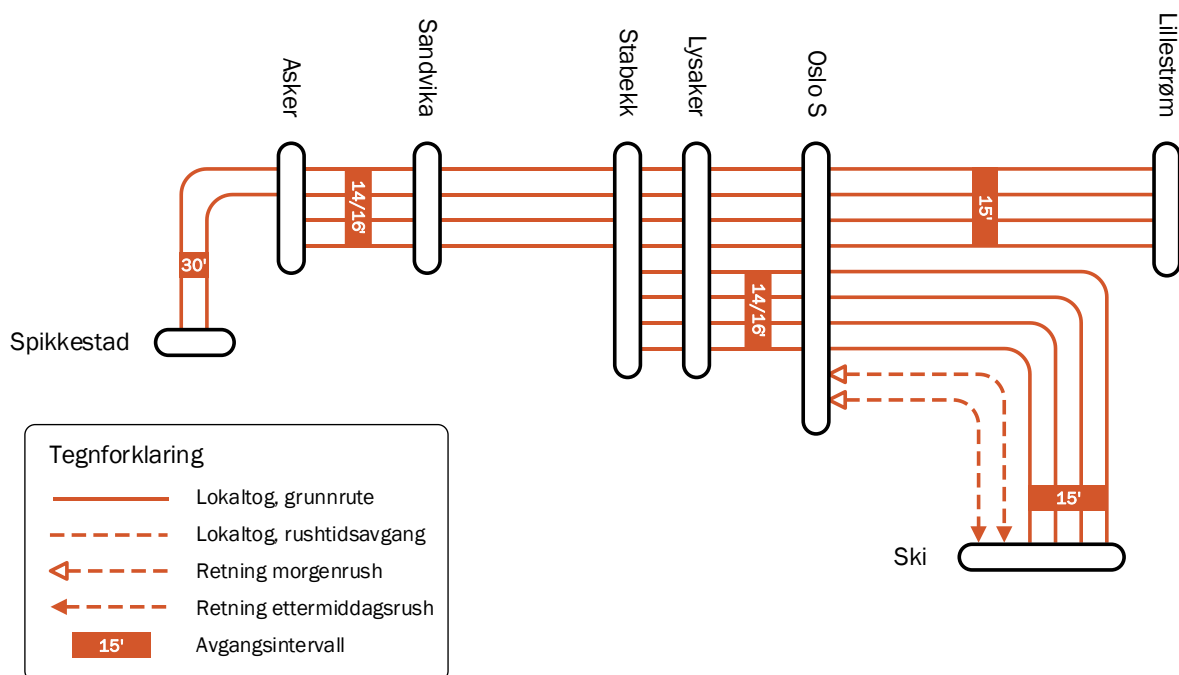 Asker
Sandvika
Stabekk
Lysaker
Oslo S
Lillestrøm
14/16'
15'
30'
14/16'
Spikkestad
15'
Ski
Tegnforklaring
Lokaltog, grunnrute
Lokaltog, rushtidsavgang
Retning morgenrush
Retning ettermiddagsrush
15' Avgangsintervall